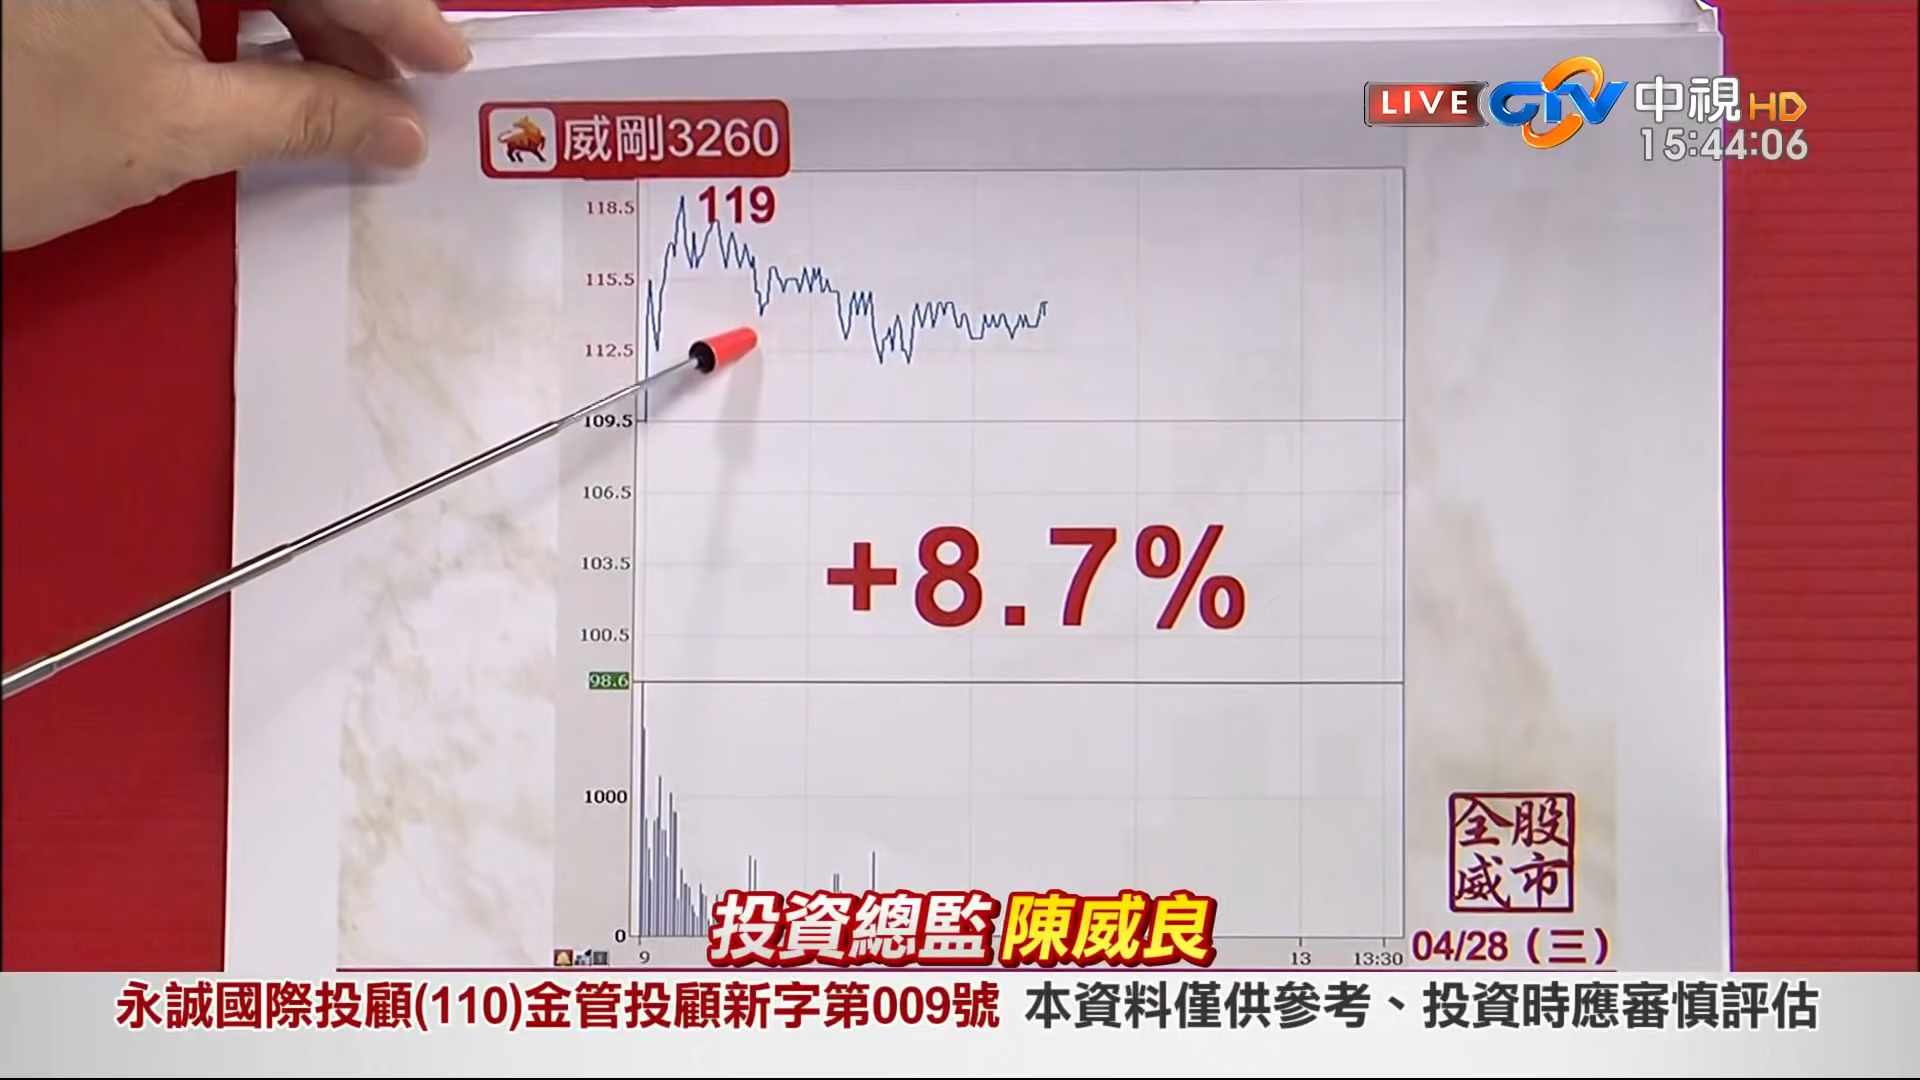 LIVE CTV 中視HD
15:44:06
威剛3260
119
118.5
115.5
112.5
109.5
106.5
103.5
100.5
98.6
+8.7%
1000
0
9
13
13:30
全股
威市
04/28(三)
投資總監 陳威良
永誠國際投顧(110)金管投顧新字第009號 本資料僅供參考、投資時應審慎評估